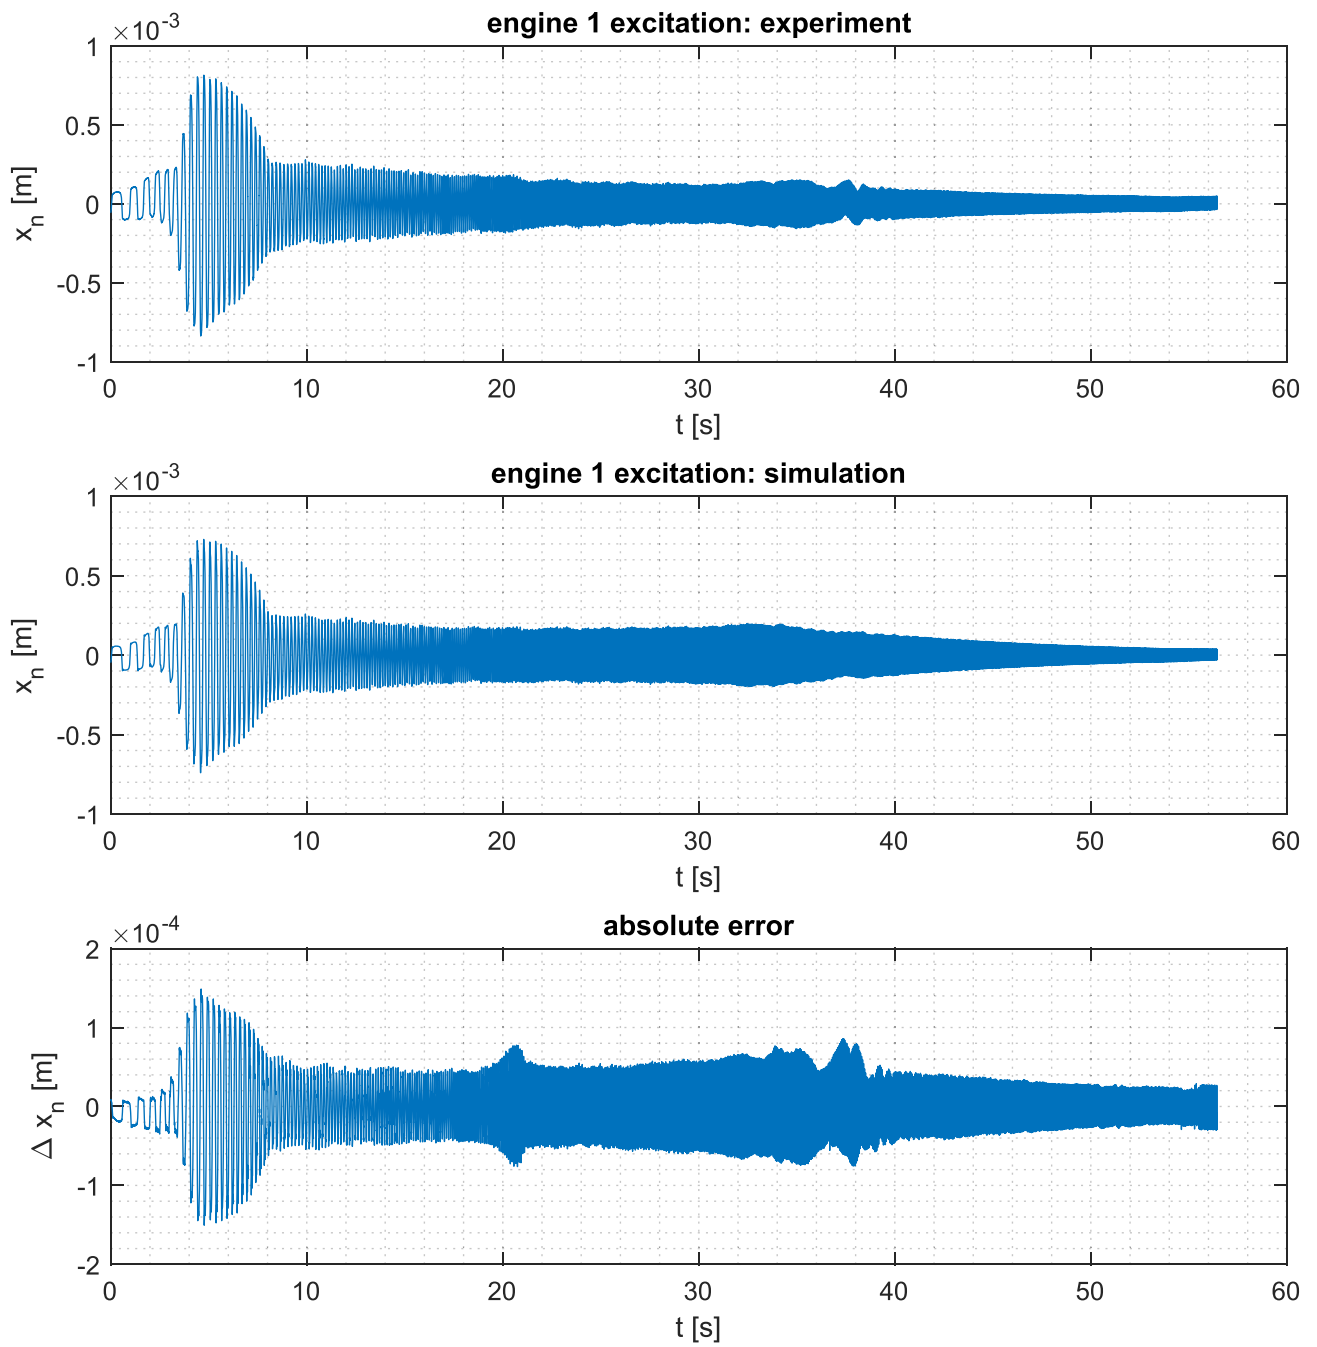 engine 1 excitation: experiment
×10^-3
1
0.5
0
-0.5
-1
x_n [m]
0 10 20 30 40 50 60
t [s]
engine 1 excitation: simulation
×10^-3
1
0.5
0
-0.5
-1
x_n [m]
0 10 20 30 40 50 60
t [s]
absolute error
×10^-4
2
1
0
-1
-2
Δ x_n [m]
0 10 20 30 40 50 60
t [s]